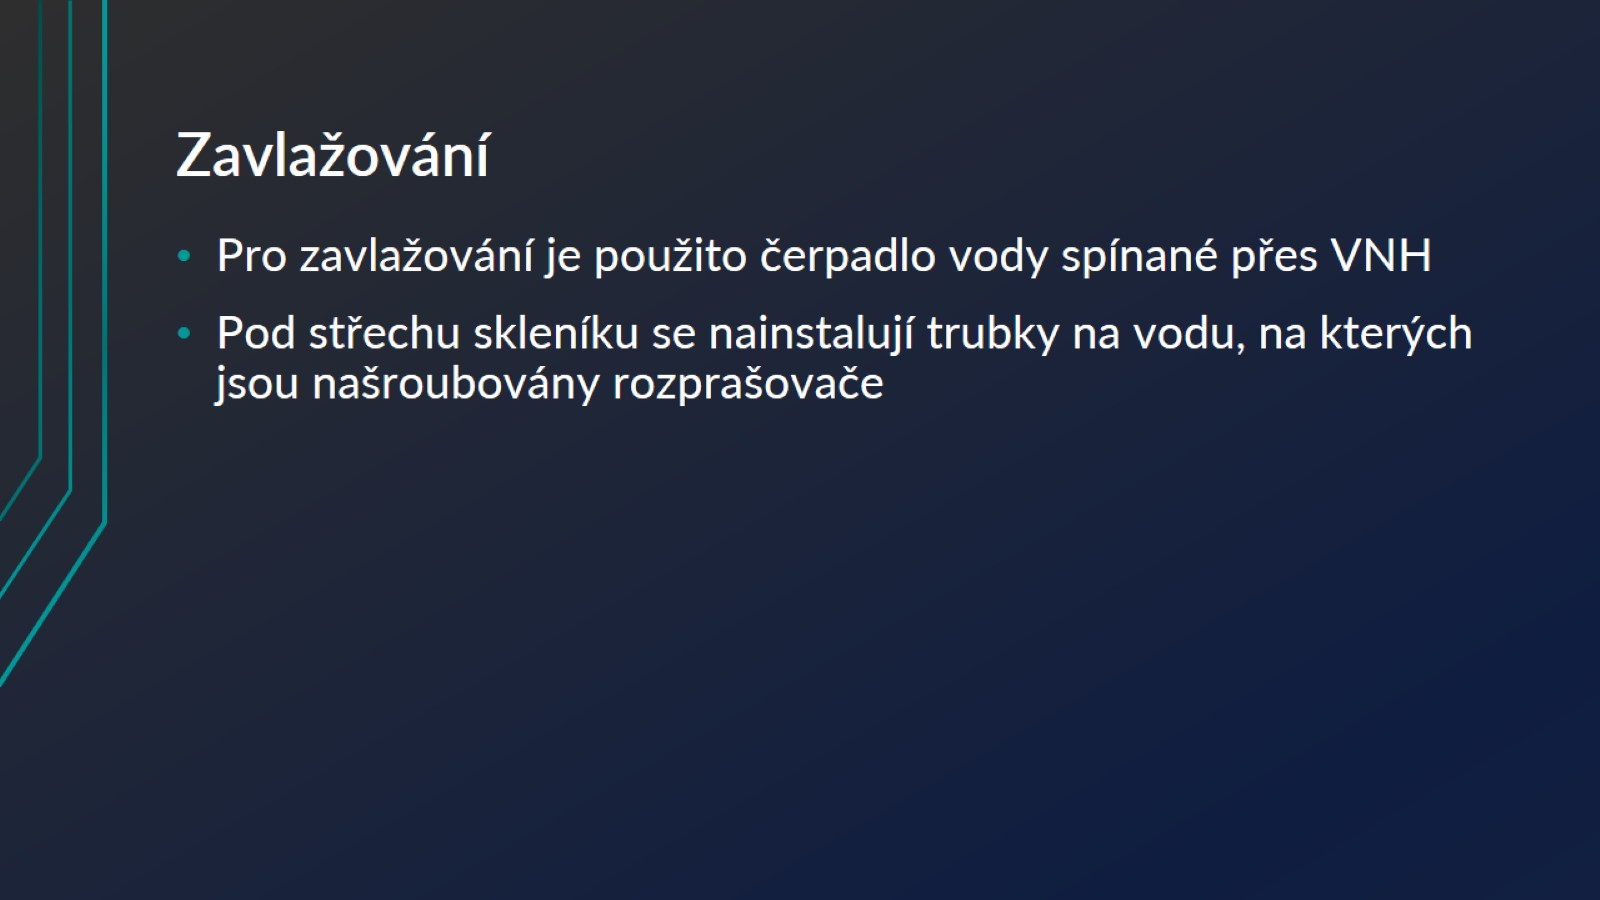 Zavlažování
• Pro zavlažování je použito čerpadlo vody spínané přes VNH
• Pod střechu skleníku se nainstalují trubky na vodu, na kterých
jsou našroubovány rozprašovače